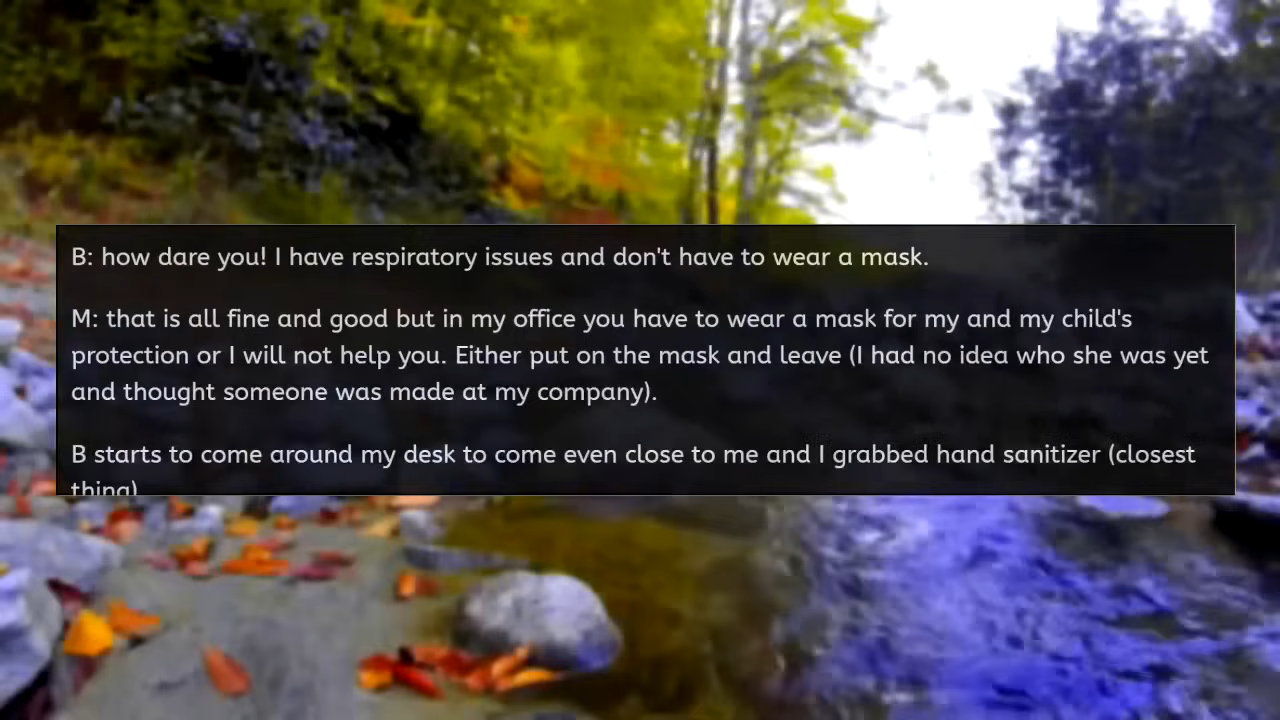 B: how dare you! I have respiratory issues and don't have to wear a mask.
M: that is all fine and good but in my office you have to wear a mask for my and my child's
protection or I will not help you. Either put on the mask and leave (I had no idea who she was yet
and thought someone was made at my company).
B starts to come around my desk to come even close to me and I grabbed hand sanitizer (closest
thing)